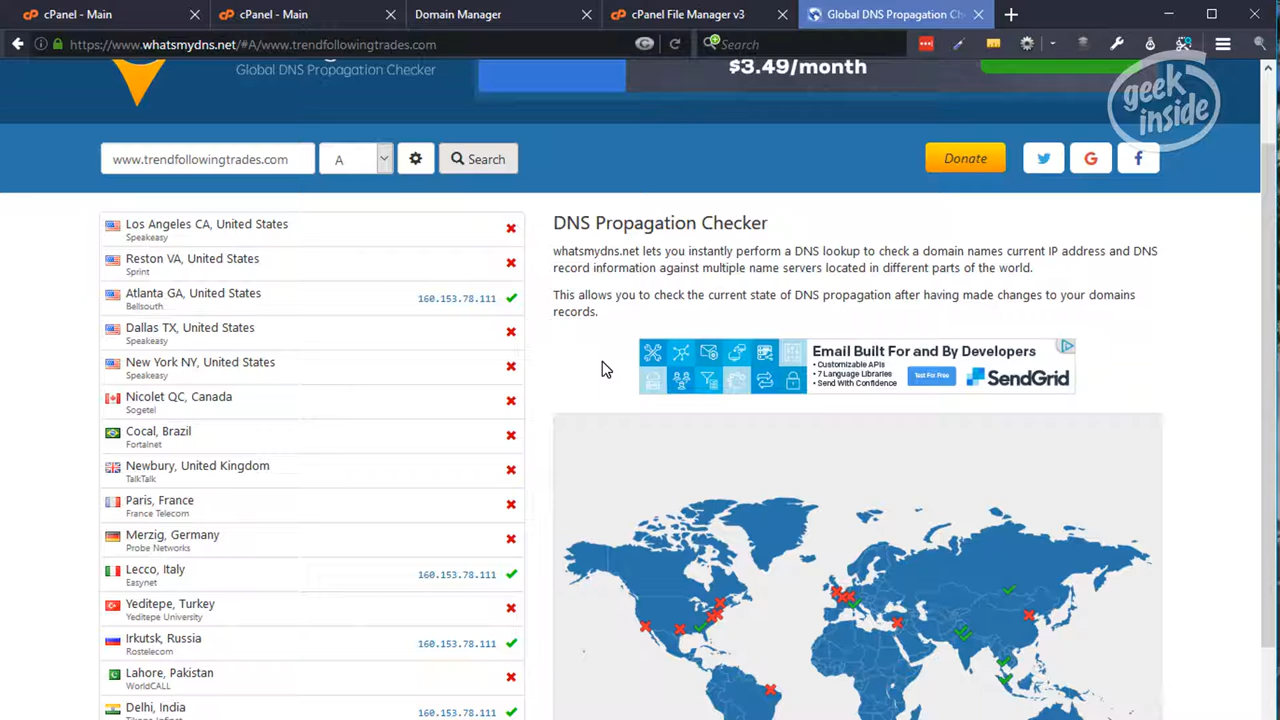 cPanel - Main
cPanel - Main
Domain Manager
cPanel File Manager v3
Global DNS Propagation Ch
https://www.whatsmydns.net/#A/www.trendfollowingtrades.com
Search
Global DNS Propagation Checker
$3.49/month
geek
inside
www.trendfollowingtrades.com
A
Search
Donate
Los Angeles CA, United States
Speakeasy
Reston VA, United States
Sprint
Atlanta GA, United States
Bellsouth
160.153.78.111
Dallas TX, United States
Speakeasy
New York NY, United States
Speakeasy
Nicolet QC, Canada
Sogetel
Cocal, Brazil
Fortalnet
Newbury, United Kingdom
TalkTalk
Paris, France
France Telecom
Merzig, Germany
Probe Networks
Lecco, Italy
Easynet
160.153.78.111
Yeditepe, Turkey
Yeditepe University
Irkutsk, Russia
Rostelecom
160.153.78.111
Lahore, Pakistan
WorldCALL
Delhi, India
160.153.78.111
DNS Propagation Checker
whatsmydns.net lets you instantly perform a DNS lookup to check a domain names current IP address and DNS
record information against multiple name servers located in different parts of the world.
This allows you to check the current state of DNS propagation after having made changes to your domains
records.
Email Built For and By Developers
• Customizable APIs
• 7 Language Libraries
• Send With Confidence
Test For Free
SendGrid